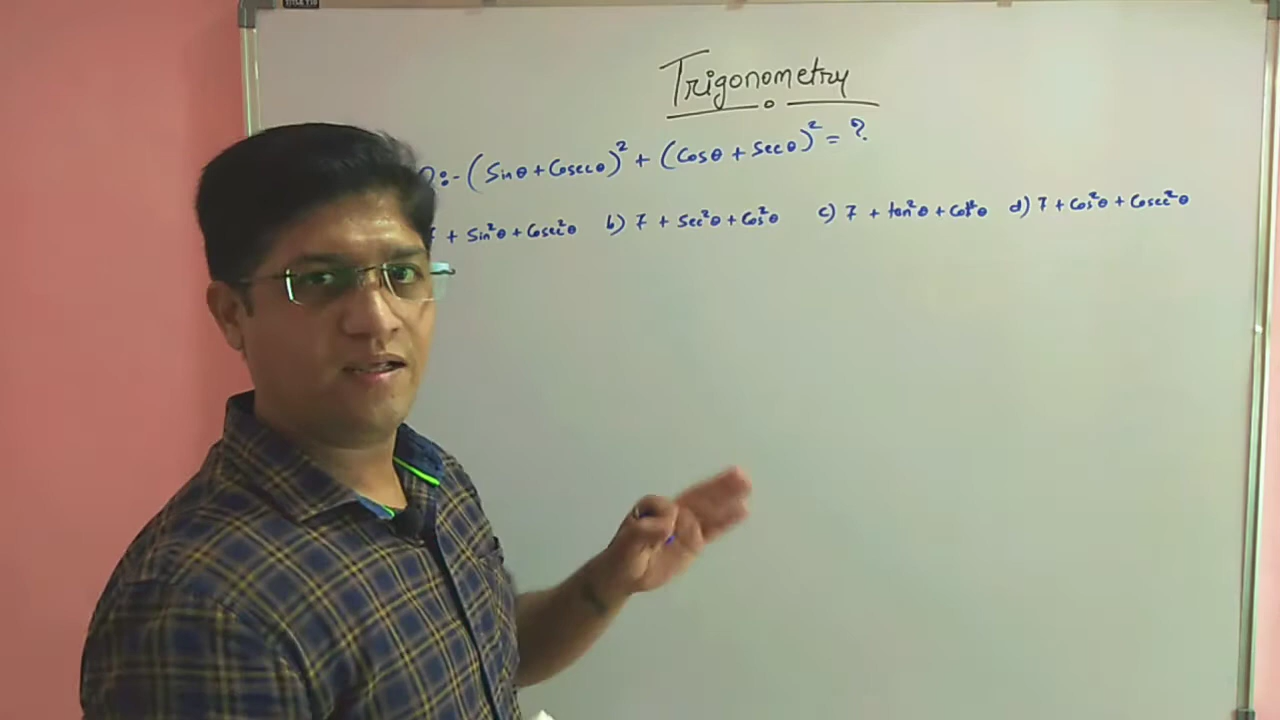 Trigonometry
:- (Sinθ + Cosecθ)² + (Cosθ + Secθ)² = ?
+ Sin²θ + Cosec²θ b) 7 + Sec²θ + Cos²θ c) 7 + tan²θ + Cot²θ d) 7 + Cos²θ + Cosec²θ